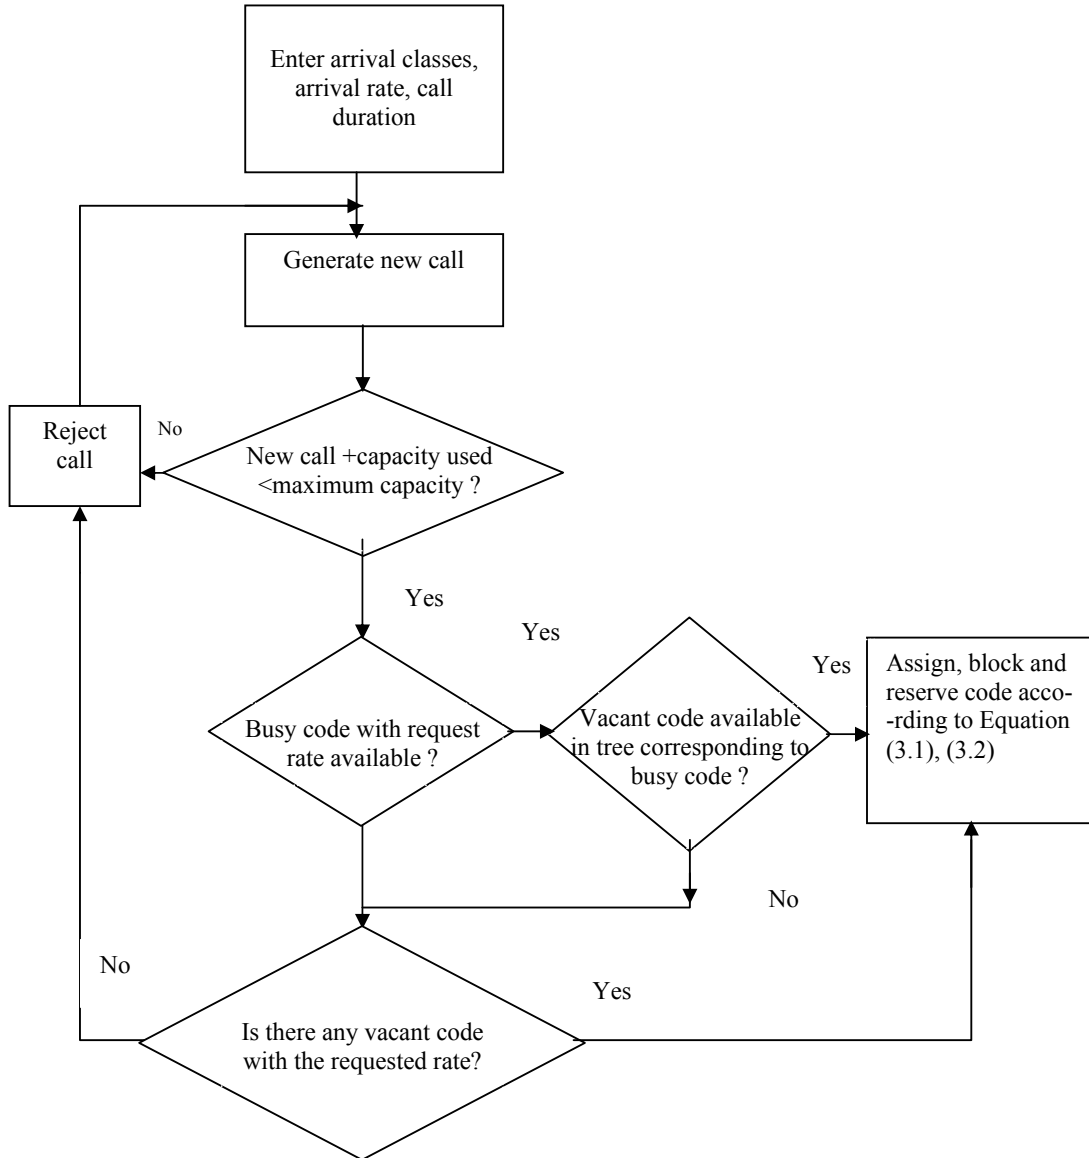 Enter arrival classes,
arrival rate, call
duration
Generate new call
Reject
call
No
New call +capacity used
<maximum capacity ?
Yes
Yes
Yes
Busy code with request
rate available ?
Vacant code available
in tree corresponding to
busy code ?
Assign, block and
reserve code acco-
-rding to Equation
(3.1), (3.2)
No
No
Yes
Is there any vacant code
with the requested rate?